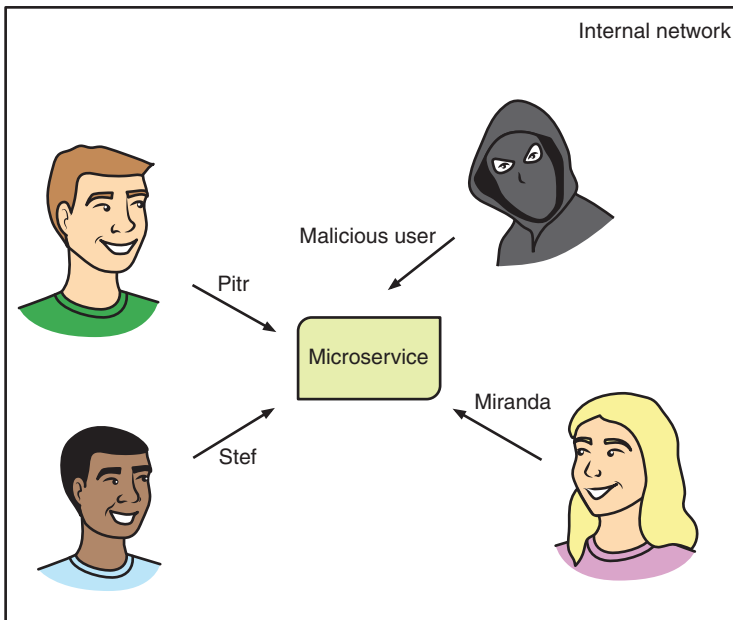 Internal network
Malicious user
Pitr
Microservice
Miranda
Stef